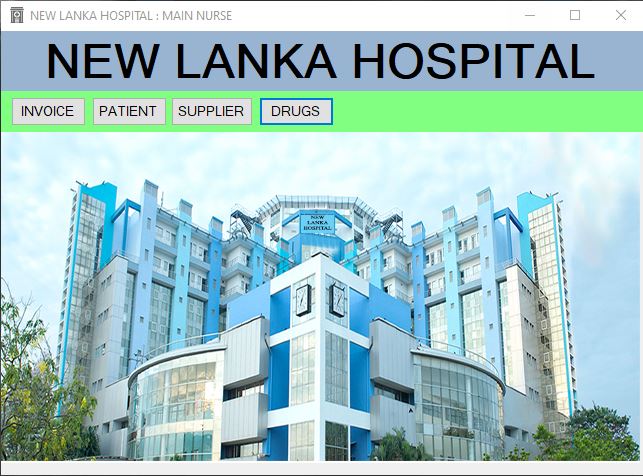 NEW LANKA HOSPITAL : MAIN NURSE
NEW LANKA HOSPITAL
INVOICE PATIENT SUPPLIER DRUGS
NEW
LANKA
HOSPITAL